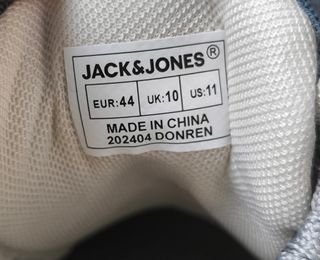 JACK&JONES®
EUR:44 UK:10 US:11
MADE IN CHINA
202404 DONREN